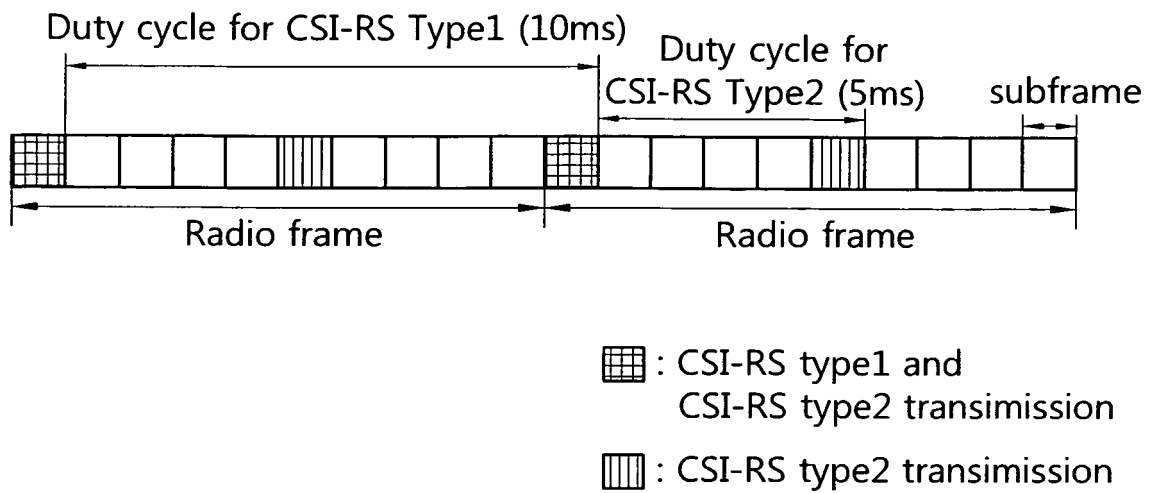 Duty cycle for CSI-RS Type1 (10ms)
Duty cycle for
CSI-RS Type2 (5ms)
subframe
Radio frame
Radio frame
: CSI-RS type1 and
CSI-RS type2 transimission
: CSI-RS type2 transimission